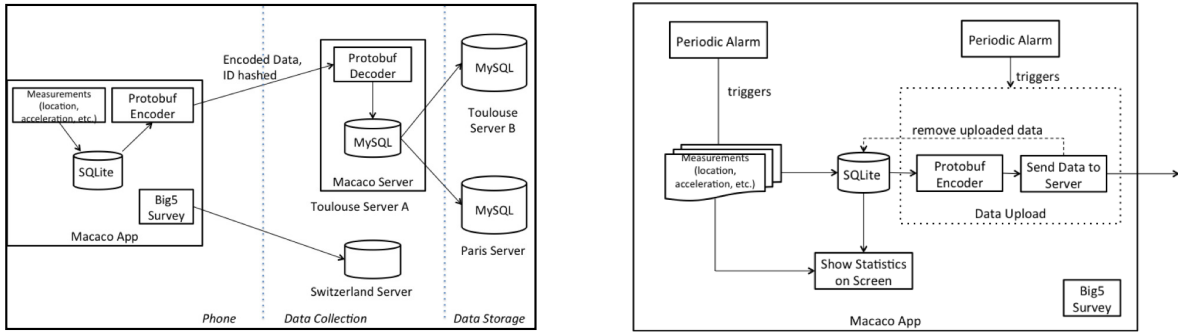 Measurements
(location,
acceleration, etc.)
Protobuf
Encoder
SQLite
Big5
Survey
Macaco App
Encoded Data,
ID hashed
Protobuf
Decoder
MySQL
Macaco Server
Toulouse Server A
Switzerland Server
MySQL
Toulouse
Server B
MySQL
Paris Server
Phone
Data Collection
Data Storage
Periodic Alarm
triggers
Periodic Alarm
triggers
remove uploaded data
Measurements
(location,
acceleration, etc.)
SQLite
Protobuf
Encoder
Send Data to
Server
Data Upload
Show Statistics
on Screen
Big5
Survey
Macaco App